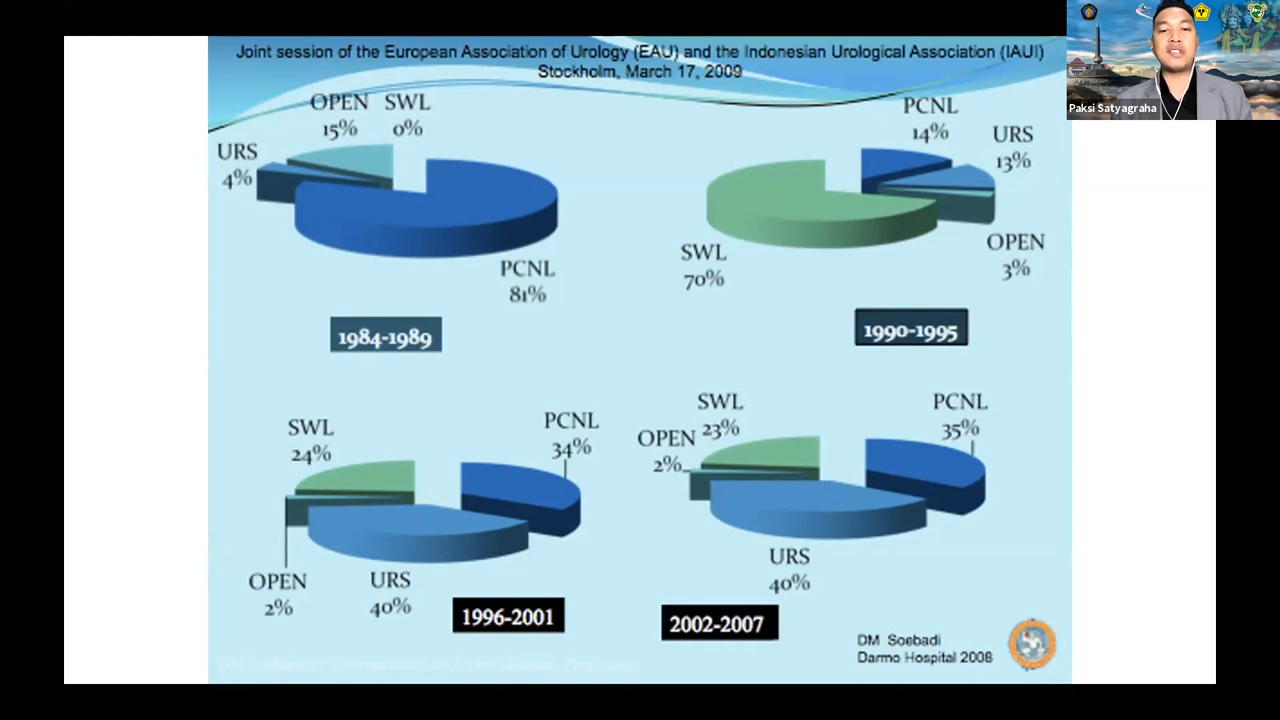 Joint session of the European Association of Urology (EAU) and the Indonesian Urological Association (IAUI)
Stockholm, March 17, 2009
Paksi Satyagraha
OPEN
15%
SWL
0%
URS
4%
PCNL
81%
1984-1989
PCNL
14%
URS
13%
OPEN
3%
SWL
70%
1990-1995
SWL
24%
PCNL
34%
OPEN
2%
URS
40%
1996-2001
SWL
23%
PCNL
35%
OPEN
2%
URS
40%
2002-2007
DM Soebadi
Darmo Hospital 2008